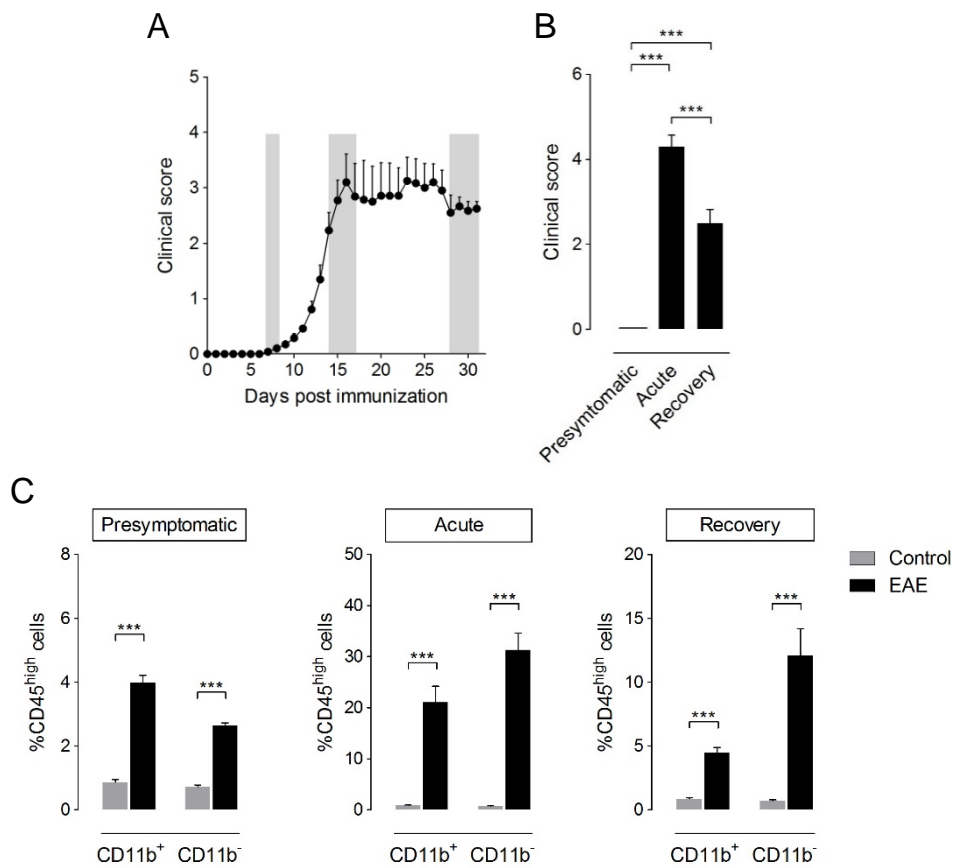 A
Clinical score
5
4
3
2
1
0
0 5 10 15 20 25 30
Days post immunization
B
***
***
***
Clinical score
6
4
2
0
Presymtomatic
Acute
Recovery
C
Presymptomatic
%CD45high cells
8
6
4
2
0
***
***
CD11b+ CD11b-
Acute
%CD45high cells
50
40
30
20
10
0
***
***
CD11b+ CD11b-
Recovery
%CD45high cells
20
15
10
5
0
***
***
CD11b+ CD11b-
Control
EAE